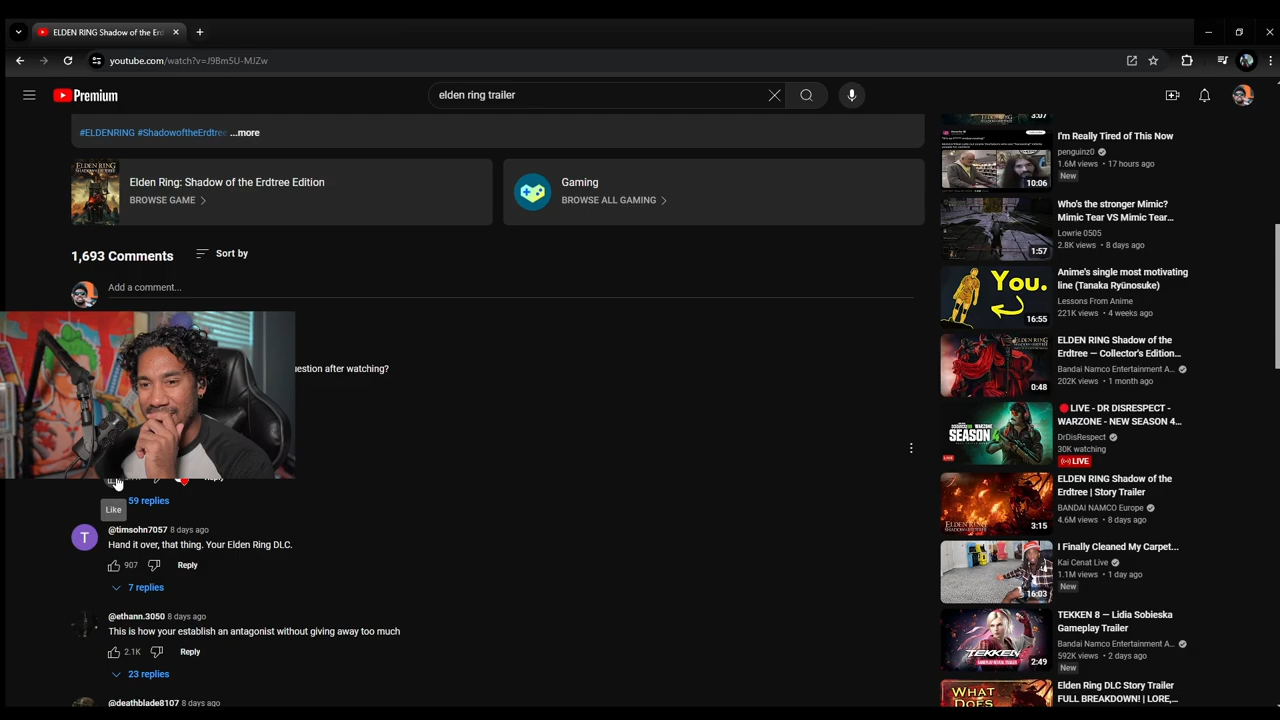 ELDEN RING Shadow of the Erd
youtube.com/watch?v=J9Bm5U-MJZw
Premium
elden ring trailer
#ELDENRING #ShadowoftheErdtree ...more
ELDEN RING
Elden Ring: Shadow of the Erdtree Edition
BROWSE GAME
Gaming
BROWSE ALL GAMING
1,693 Comments
Sort by
Add a comment...
uestion after watching?
59 replies
Like
T
@timsohn7057 8 days ago
Hand it over, that thing. Your Elden Ring DLC.
907
Reply
7 replies
@ethann.3050 8 days ago
This is how your establish an antagonist without giving away too much
2.1K
Reply
23 replies
@deathblade8107 8 days ago
3:07
I'm Really Tired of This Now
penguinz0
1.6M views • 17 hours ago
New
10:06
Who's the stronger Mimic?
Mimic Tear VS Mimic Tear...
Lowrie 0505
2.8K views • 8 days ago
1:57
Anime's single most motivating
line (Tanaka Ryūnosuke)
Lessons From Anime
221K views • 4 weeks ago
You.
16:55
ELDEN RING Shadow of the
Erdtree — Collector's Edition...
Bandai Namco Entertainment A...
202K views • 1 month ago
0:48
LIVE - DR DISRESPECT -
WARZONE - NEW SEASON 4...
DrDisRespect
30K watching
LIVE
WARZONE
SEASON 4
LIVE
ELDEN RING Shadow of the
Erdtree | Story Trailer
BANDAI NAMCO Europe
4.6M views • 8 days ago
ELDEN RING
3:15
I Finally Cleaned My Carpet...
Kai Cenat Live
1.1M views • 1 day ago
New
16:03
TEKKEN 8 — Lidia Sobieska
Gameplay Trailer
Bandai Namco Entertainment A...
592K views • 2 days ago
New
TEKKEN
2:49
Elden Ring DLC Story Trailer
FULL BREAKDOWN! | LORE,
WHAT
DOES